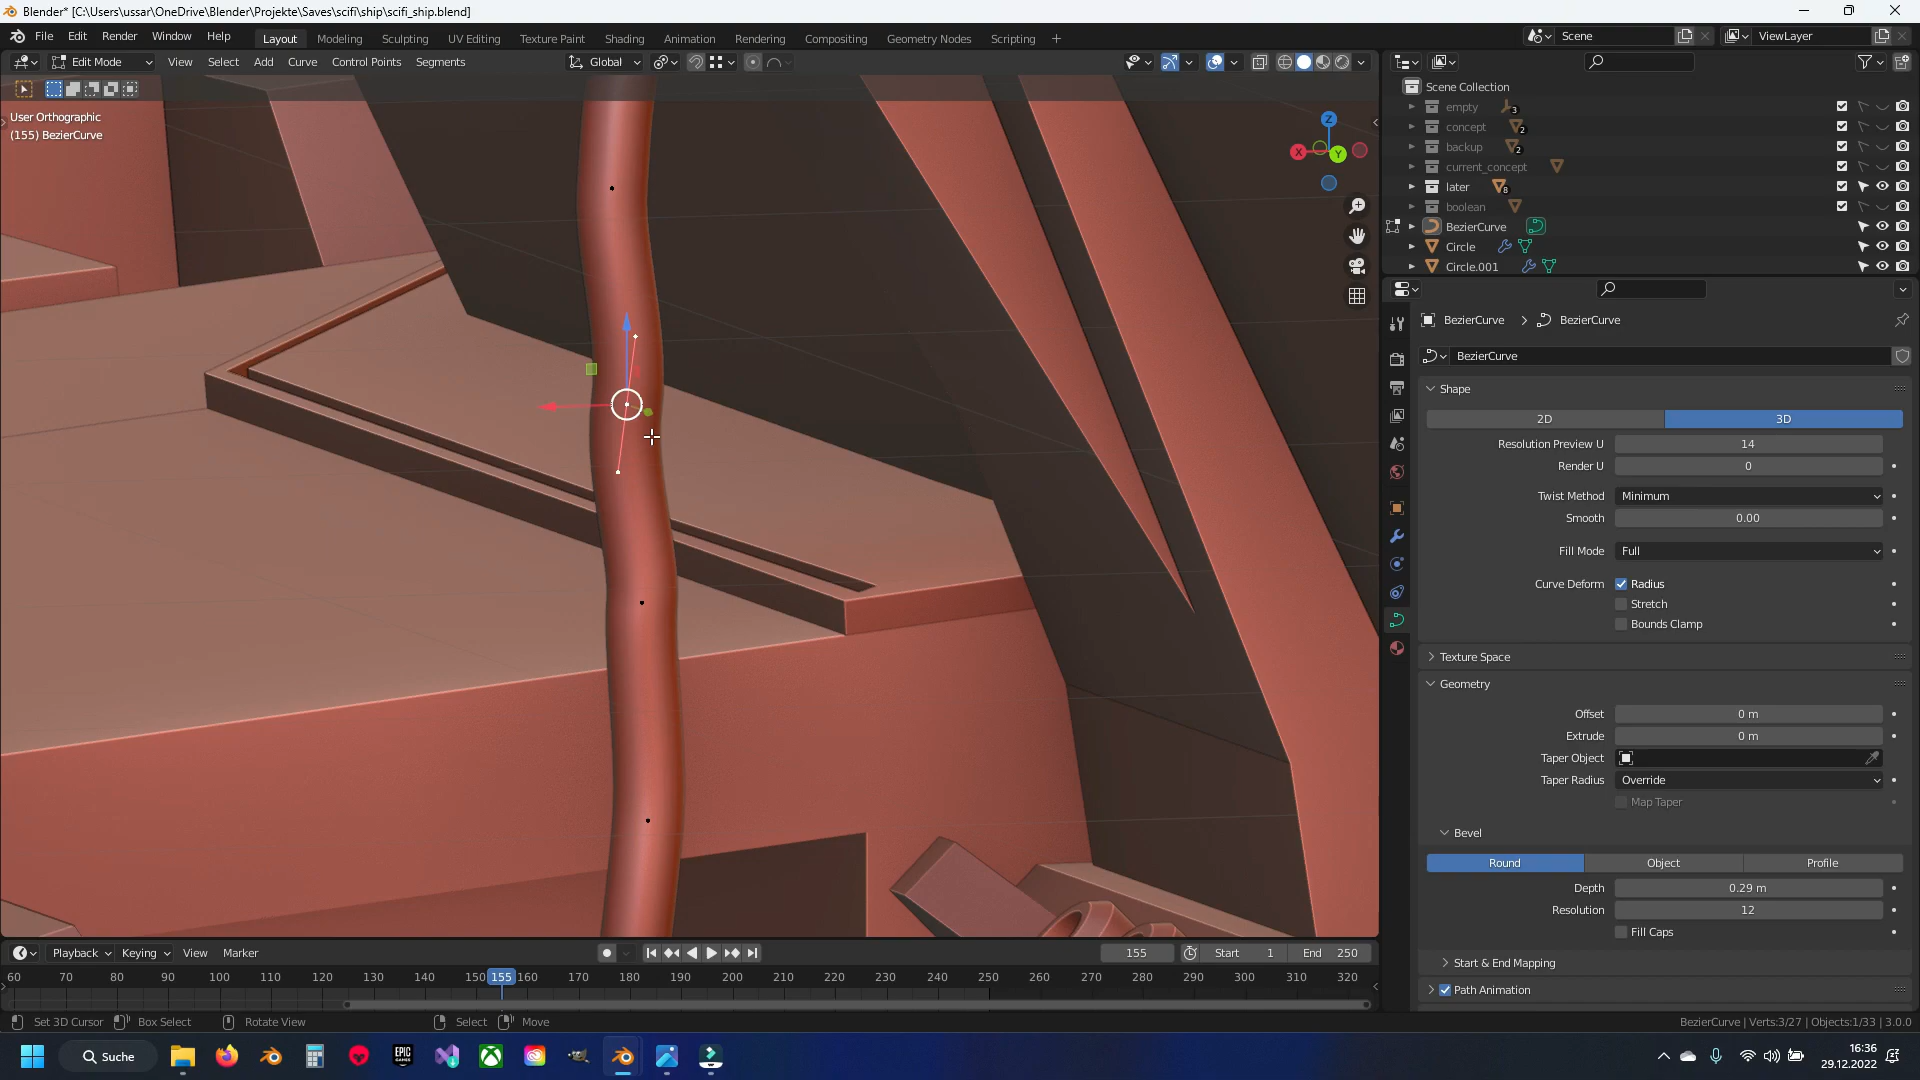 Blender* [C:\Users\ussar\OneDrive\Blender\Projekte\Saves\scifi\ship\scifi_ship.blend]
File Edit Render Window Help Layout Modeling Sculpting UV Editing Texture Paint Shading Animation Rendering Compositing Geometry Nodes Scripting + Scene ViewLayer
Edit Mode View Select Add Curve Control Points Segments Global
User Orthographic
(155) BezierCurve
Z
X
Y
Scene Collection
empty 3
concept 2
backup 2
current_concept
later 8
boolean
BezierCurve
Circle
Circle.001
BezierCurve > BezierCurve
BezierCurve
Shape
2D 3D
Resolution Preview U 14
Render U 0
Twist Method Minimum
Smooth 0.00
Fill Mode Full
Curve Deform Radius
Stretch
Bounds Clamp
Texture Space
Geometry
Offset 0 m
Extrude 0 m
Taper Object
Taper Radius Override
Map Taper
Bevel
Round Object Profile
Depth 0.29 m
Resolution 12
Fill Caps
Start & End Mapping
Path Animation
Playback Keying View Marker 155 Start 1 End 250
60 70 80 90 100 110 120 130 140 150 155 160 170 180 190 200 210 220 230 240 250 260 270 280 290 300 310 320
Set 3D Cursor Box Select Rotate View Select Move BezierCurve | Verts:3/27 | Objects:1/33 | 3.0.0
Suche
EPIC
GAMES
16:36
29.12.2022